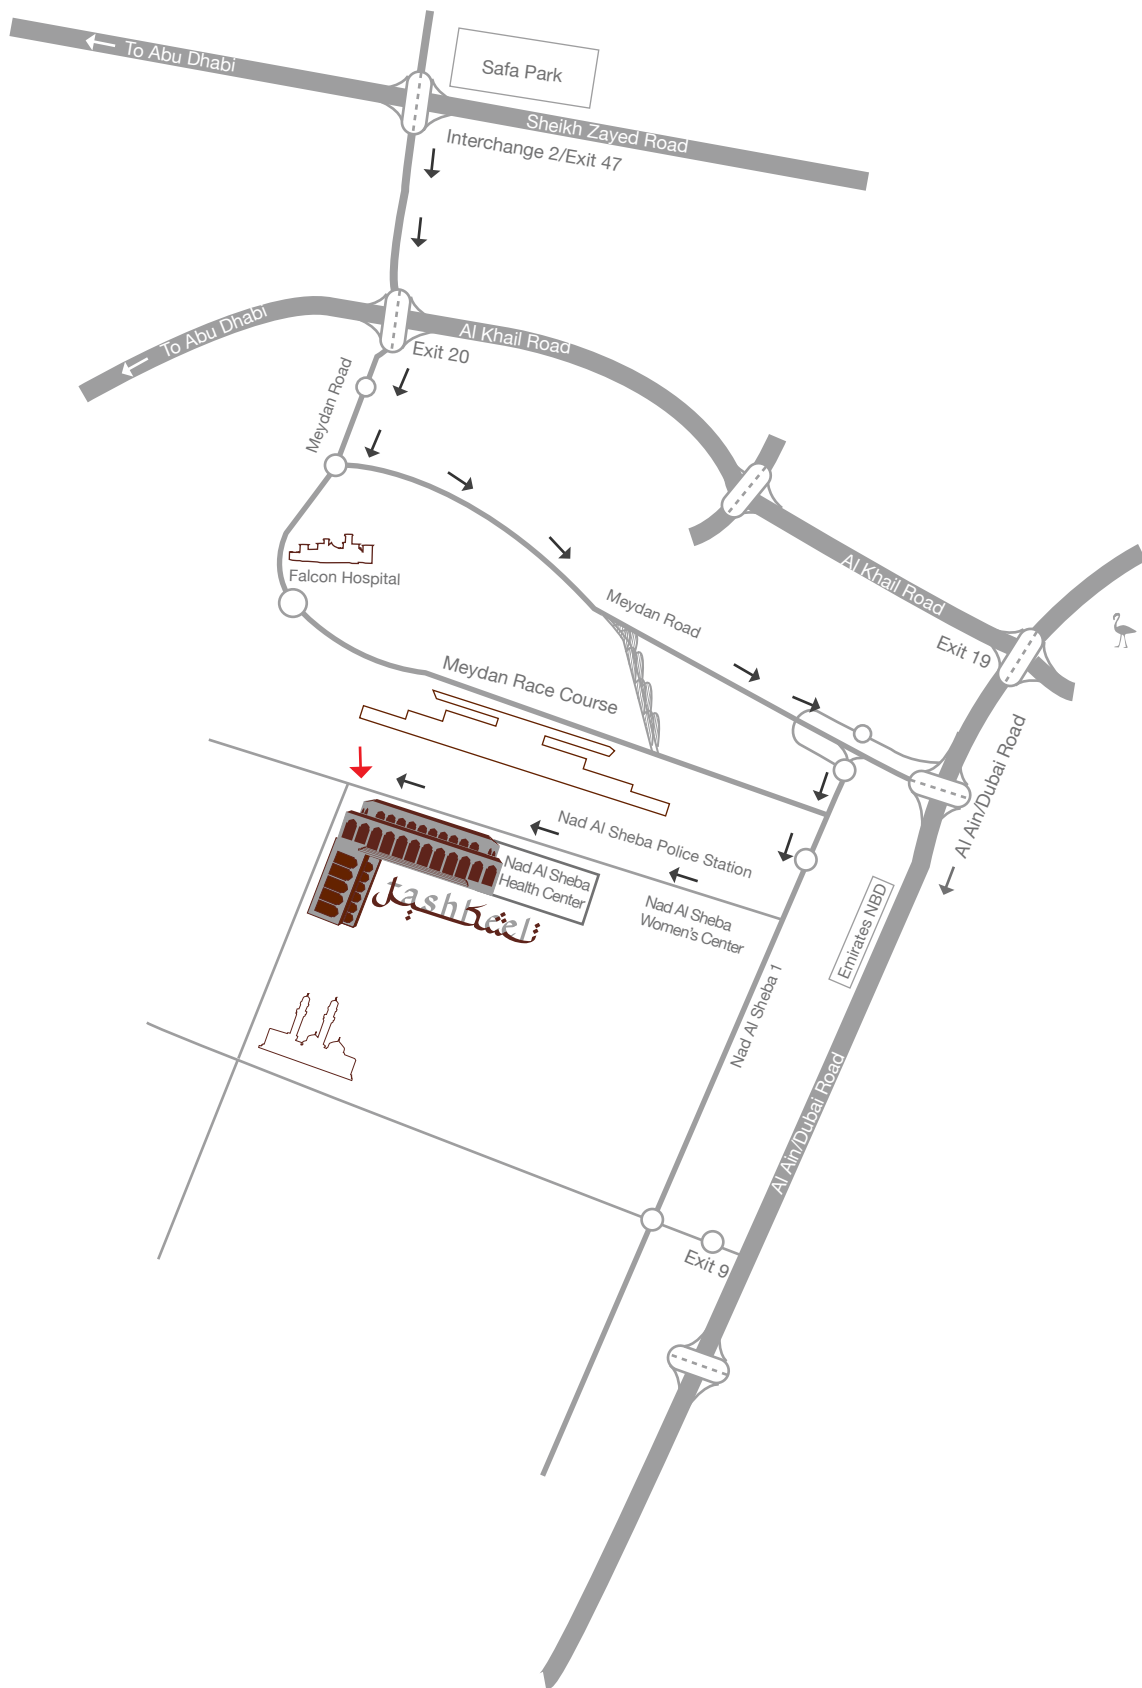 To Abu Dhabi
Safa Park
Sheikh Zayed Road
Interchange 2/Exit 47
To Abu Dhabi
Al Khail Road
Exit 20
Meydan Road
Falcon Hospital
Al Khail Road
Meydan Road
Exit 19
Meydan Race Course
Al Ain/Dubai Road
Nad Al Sheba Police Station
Nad Al Sheba
Health Center
tashkeel
تشكيل
Nad Al Sheba
Women's Center
Emirates NBD
Nad Al Sheba 1
Al Ain/Dubai Road
Exit 9